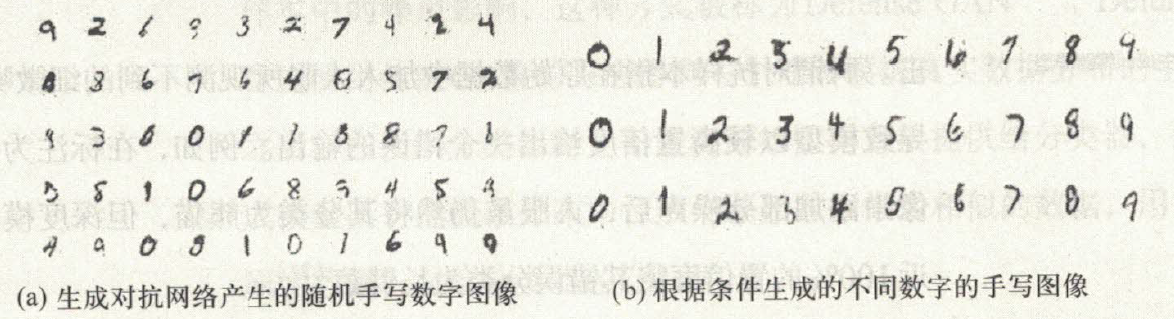 9 2 6 9 3 2 7 4 2 4
8 3 6 9 6 4 8 5 7 2
9 3 6 0 1 7 8 8 7 1
5 5 1 0 6 8 3 4 5 9
4 9 0 9 1 0 7 6 9 0
(a) 生成对抗网络产生的随机手写数字图像
0 1 2 3 4 5 6 7 8 9
0 1 2 3 4 5 6 7 8 9
0 1 2 3 4 5 6 7 8 9
(b) 根据条件生成的不同数字的手写图像